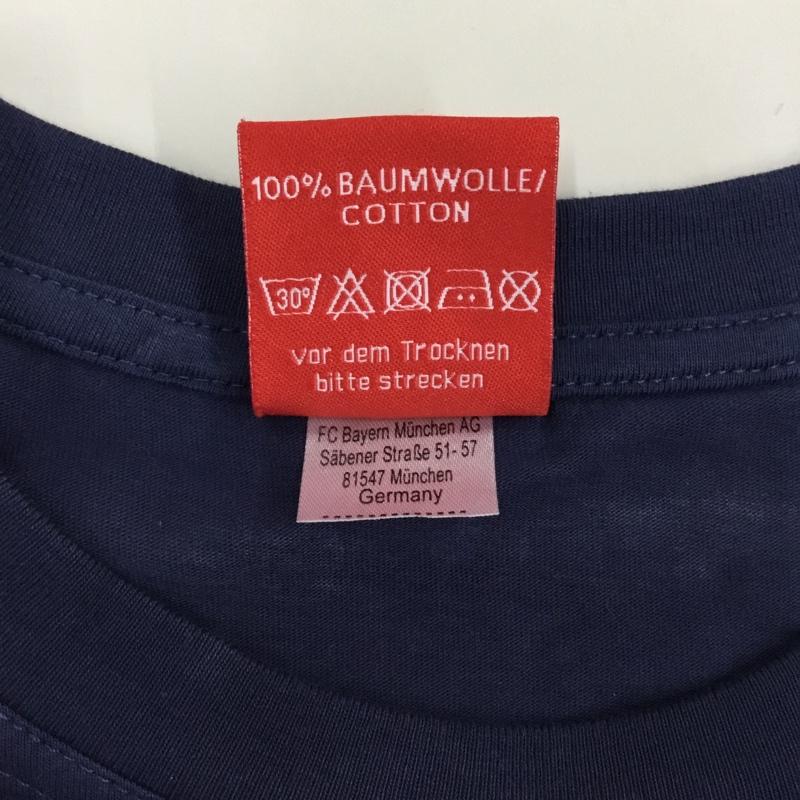 100% BAUMWOLLE/
COTTON
30°
vor dem Trocknen
bitte strecken
FC Bayern München AG
Säbener Straße 51-57
81547 München
Germany